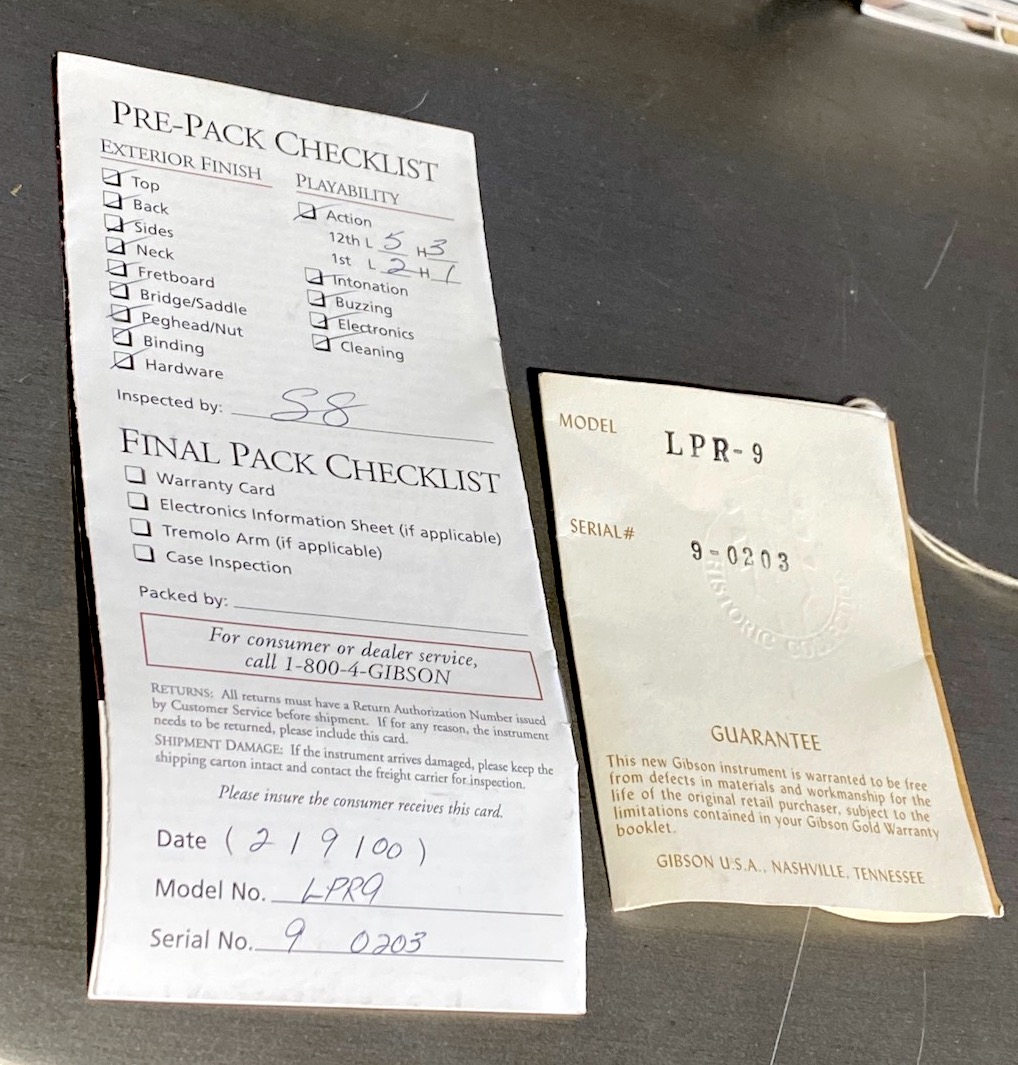 PRE-PACK CHECKLIST
EXTERIOR FINISH
Top
Back
Sides
Neck
Fretboard
Bridge/Saddle
Peghead/Nut
Binding
Hardware
PLAYABILITY
Action
12th L 5 H 3
1st L 2 H 1
Intonation
Buzzing
Electronics
Cleaning
Inspected by: S8
FINAL PACK CHECKLIST
Warranty Card
Electronics Information Sheet (if applicable)
Tremolo Arm (if applicable)
Case Inspection
Packed by:
For consumer or dealer service,
call 1-800-4-GIBSON
RETURNS: All returns must have a Return Authorization Number issued
by Customer Service before shipment. If for any reason, the instrument
needs to be returned, please include this card.
SHIPMENT DAMAGE: If the instrument arrives damaged, please keep the
shipping carton intact and contact the freight carrier for inspection.
Please insure the consumer receives this card.
Date (2 / 9 / 00)
Model No. LPR9
Serial No. 9 0203
MODEL LPR-9
SERIAL# 9-0203
HISTORIC
GUARANTEE
This new Gibson instrument is warranted to be free
from defects in materials and workmanship for the
life of the original retail purchaser, subject to the
limitations contained in your Gibson Gold Warranty
booklet.
GIBSON U.S.A., NASHVILLE, TENNESSEE